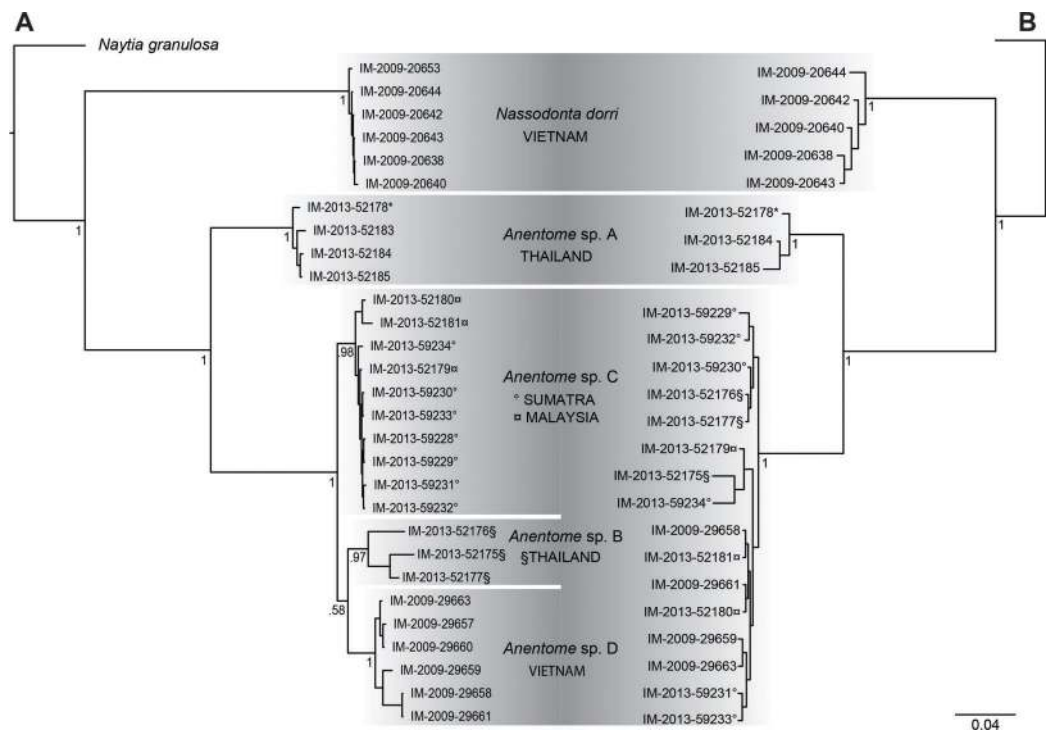 A
B
Naytia granulosa
IM-2009-20653
IM-2009-20644
IM-2009-20642
IM-2009-20643
IM-2009-20638
IM-2009-20640
1
Nassodonta dorri
VIETNAM
IM-2009-20644
IM-2009-20642
IM-2009-20640
IM-2009-20638
IM-2009-20643
1
1
1
IM-2013-52178*
IM-2013-52183
IM-2013-52184
IM-2013-52185
1
Anentome sp. A
THAILAND
IM-2013-52178*
IM-2013-52184
IM-2013-52185
1
1
1
IM-2013-52180¤
IM-2013-52181¤
IM-2013-59234°
IM-2013-52179¤
IM-2013-59230°
IM-2013-59233°
IM-2013-59228°
IM-2013-59229°
IM-2013-59231°
IM-2013-59232°
.98
Anentome sp. C
° SUMATRA
¤ MALAYSIA
1
IM-2013-52176§
IM-2013-52175§
IM-2013-52177§
.97
Anentome sp. B
§THAILAND
.58
IM-2009-29663
IM-2009-29657
IM-2009-29660
IM-2009-29659
IM-2009-29658
IM-2009-29661
1
Anentome sp. D
VIETNAM
IM-2013-59229°
IM-2013-59232°
IM-2013-59230°
IM-2013-52176§
IM-2013-52177§
IM-2013-52179¤
IM-2013-52175§
IM-2013-59234°
IM-2009-29658
IM-2013-52181¤
IM-2009-29661
IM-2013-52180¤
IM-2009-29659
IM-2009-29663
IM-2013-59231°
IM-2013-59233°
1
0.04